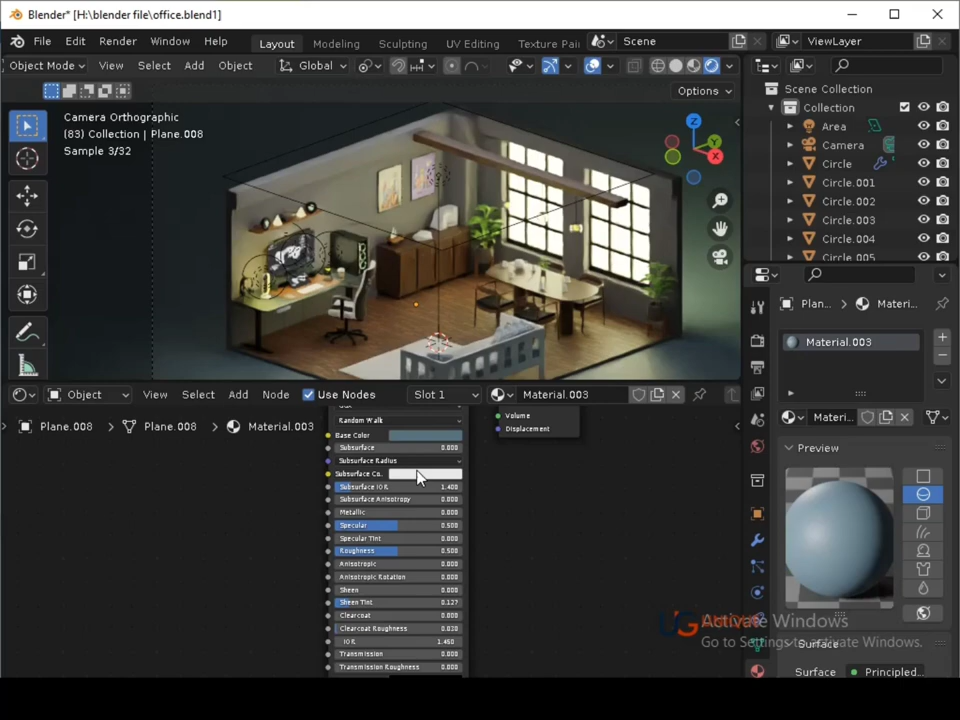 Blender* [H:\blender file\office.blend1]
File Edit Render Window Help Layout Modeling Sculpting UV Editing Texture Pai Scene ViewLayer
Object Mode View Select Add Object Global
Options
Camera Orthographic
(83) Collection | Plane.008
Sample 3/32
Z
Y
X
Scene Collection
Collection
Area
Camera
Circle
Circle.001
Circle.002
Circle.003
Circle.004
Circle.005
Plan... Materi...
Material.003
Materi...
Preview
Surface
Surface Principled...
Object View Select Add Node Use Nodes Slot 1 Material.003
Plane.008 Plane.008 Material.003
Random Walk
Base Color
Subsurface 0.000
Subsurface Radius
Subsurface Co..
Subsurface IOR 1.400
Subsurface Anisotropy 0.000
Metallic 0.000
Specular 0.500
Specular Tint 0.000
Roughness 0.500
Anisotropic 0.000
Anisotropic Rotation 0.000
Sheen 0.000
Sheen Tint 0.127
Clearcoat 0.000
Clearcoat Roughness 0.030
IOR 1.450
Transmission 0.000
Transmission Roughness 0.000
Volume
Displacement
UG
Activate Windows
Go to Settings to activate Windows.